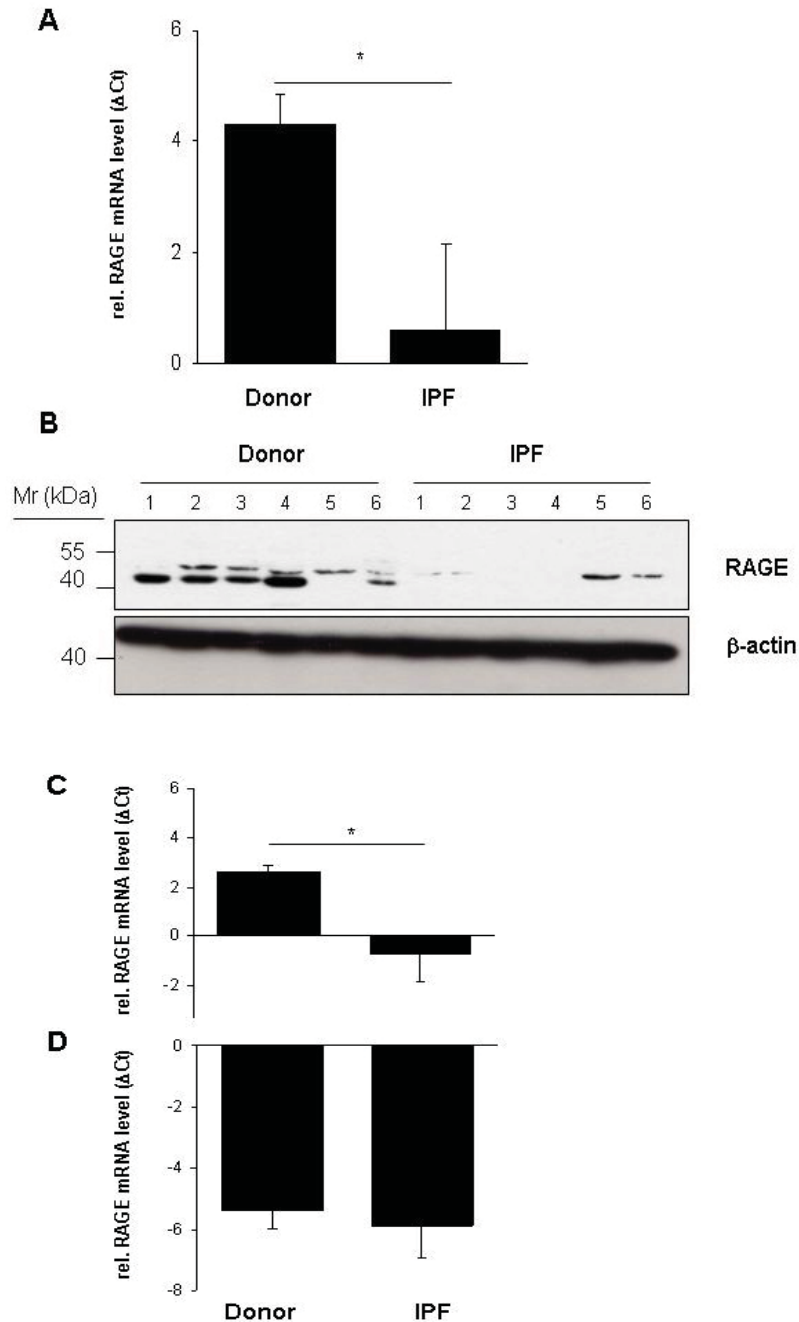 A
rel. RAGE mRNA level (ΔCt)
6
4
2
0
*
Donor IPF
B
Donor IPF
Mr (kDa) 1 2 3 4 5 6 1 2 3 4 5 6
55
40
RAGE
40
β-actin
C
rel. RAGE mRNA level (ΔCt)
6
4
2
0
-2
*
D
rel. RAGE mRNA level (ΔCt)
0
-2
-4
-6
-8
Donor IPF